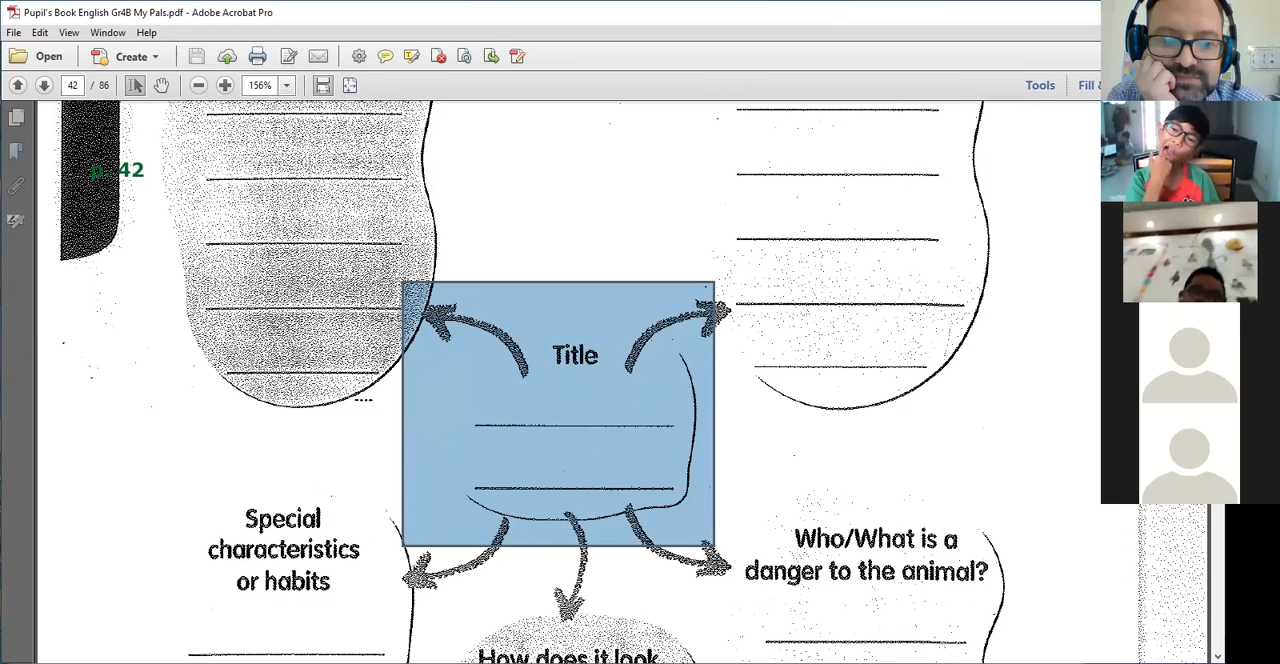 Pupil's Book English Gr4B My Pals.pdf - Adobe Acrobat Pro
File Edit View Window Help
Open Create
42 / 86 156% Tools Fill &
p. 42
Title
Special
characteristics
or habits
Who/What is a
danger to the animal?
How does it look